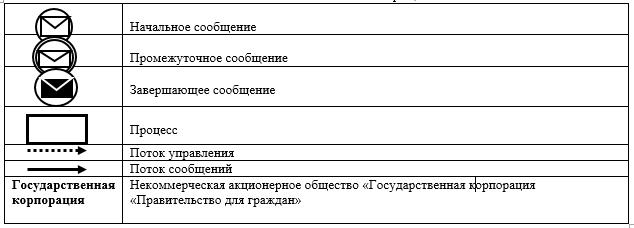 Начальное сообщение
Промежуточное сообщение
Завершающее сообщение
Процесс
Поток управления
Поток сообщений
Государственная корпорация
Некоммерческая акционерное общество «Государственная корпорация
«Правительство для граждан»